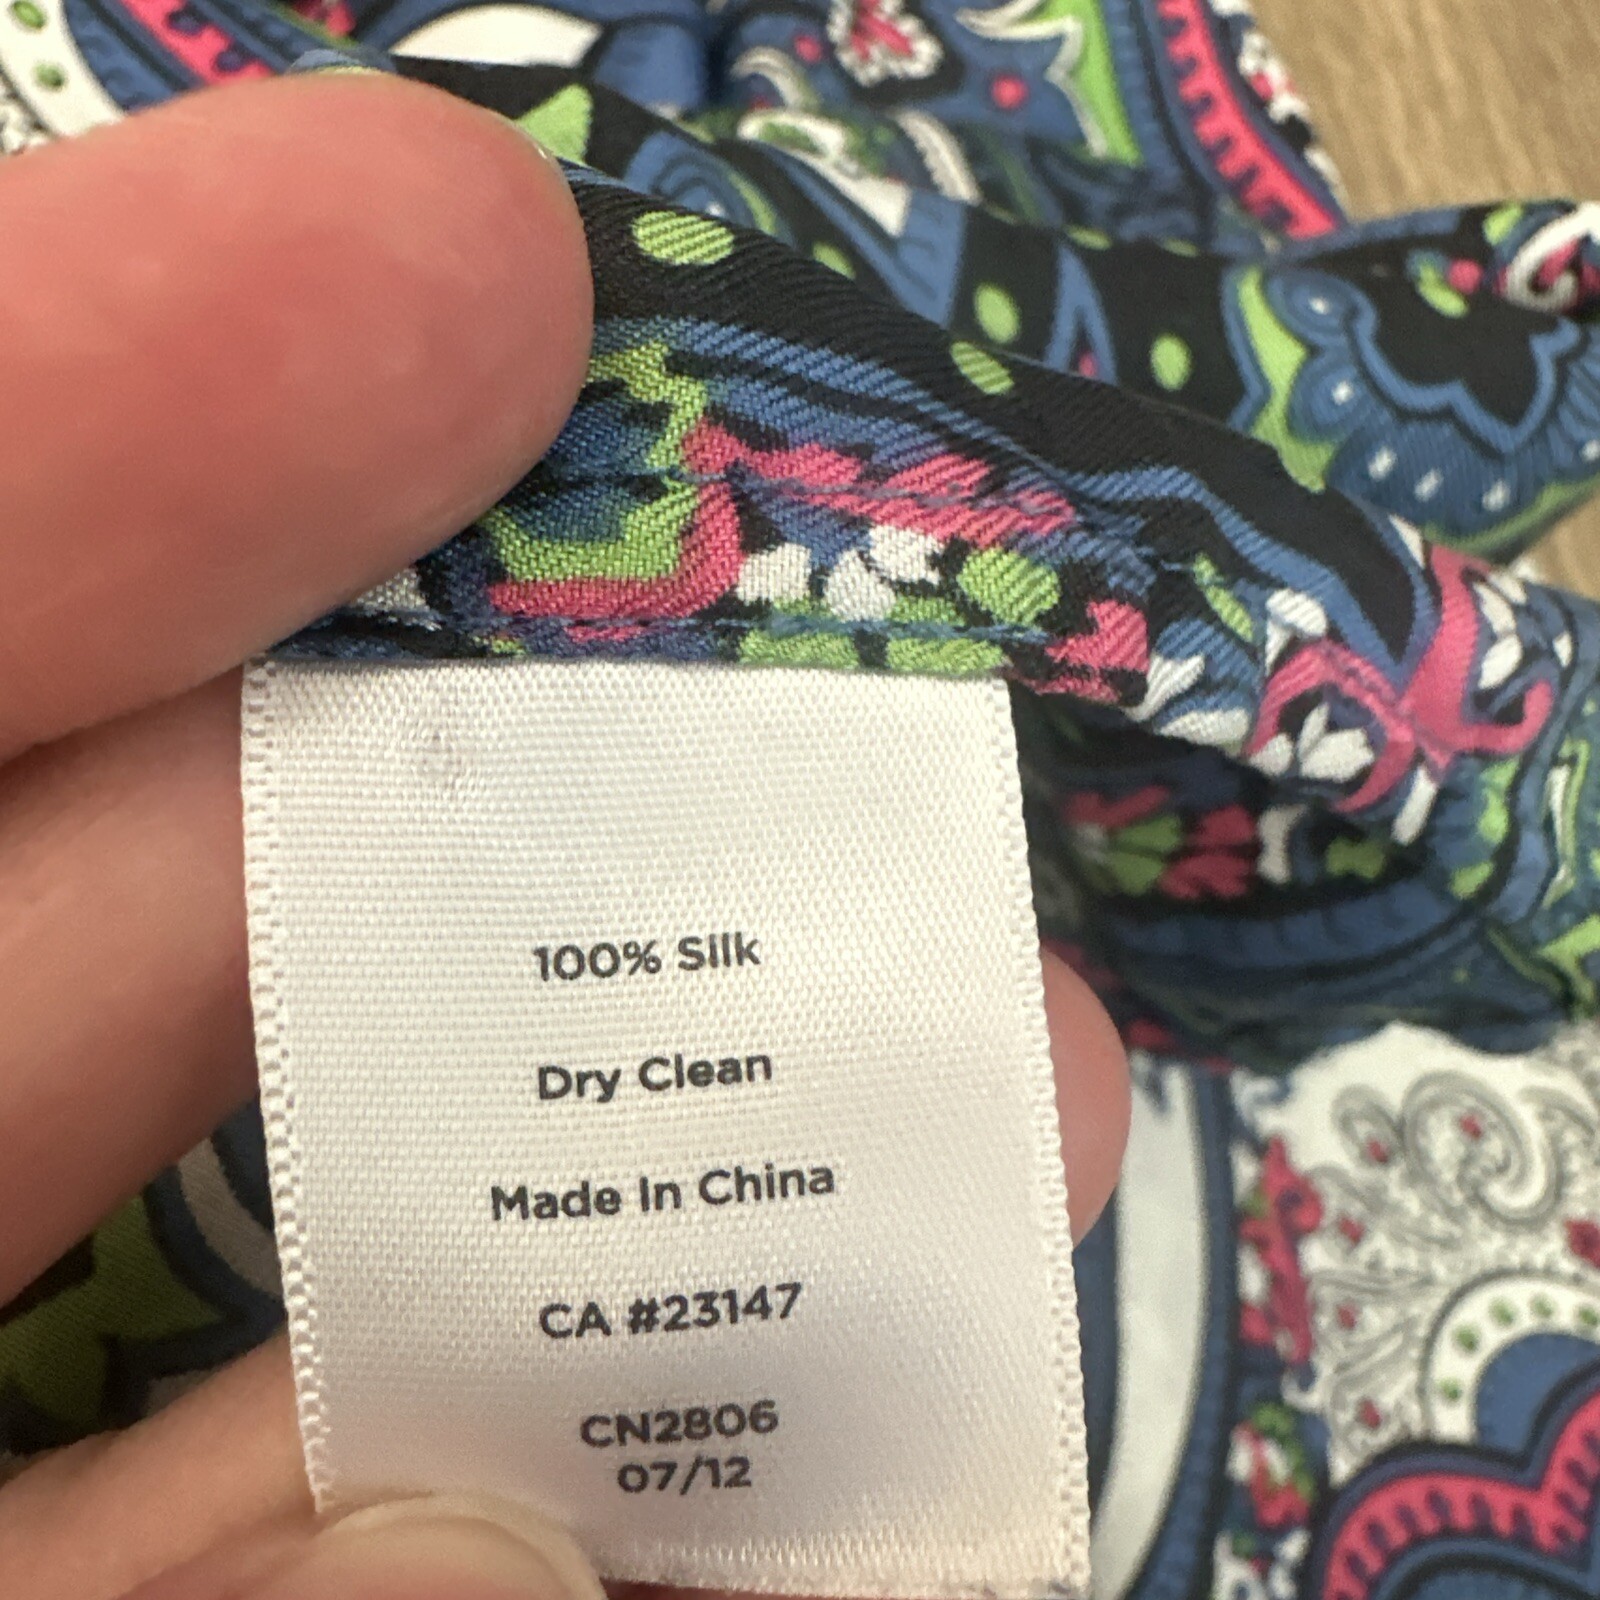 100% Silk
Dry Clean
Made In China
CA #23147
CN2806
07/12